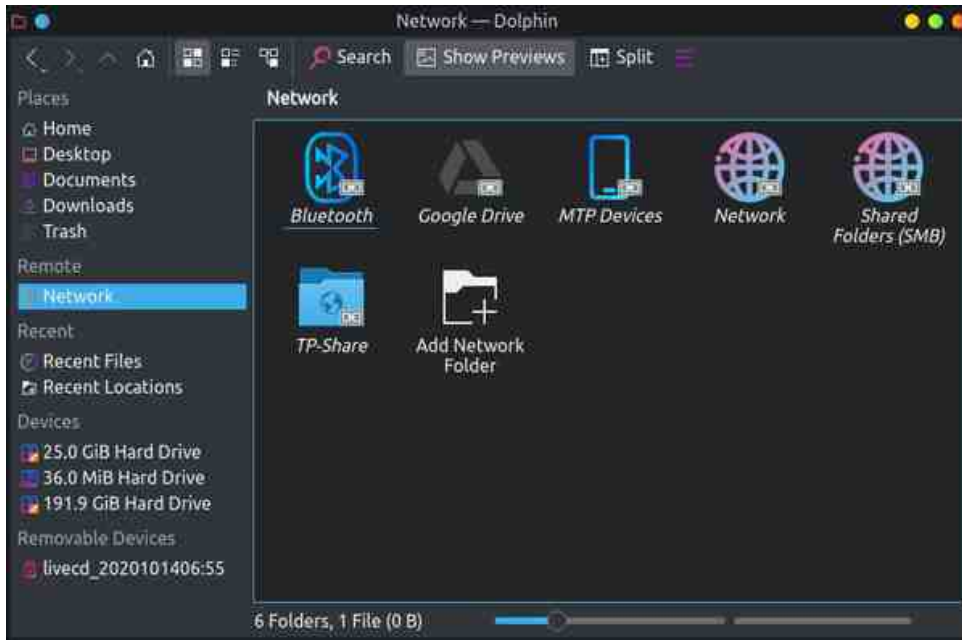 Network — Dolphin
Search
Show Previews
Split
Places
Network
Home
Desktop
Documents
Downloads
Trash
Remote
Network
Recent
Recent Files
Recent Locations
Devices
25.0 GiB Hard Drive
36.0 MiB Hard Drive
191.9 GiB Hard Drive
Removable Devices
livecd_2020101406:55
Bluetooth
Google Drive
MTP Devices
Network
Shared
Folders (SMB)
TP-Share
Add Network
Folder
6 Folders, 1 File (0 B)